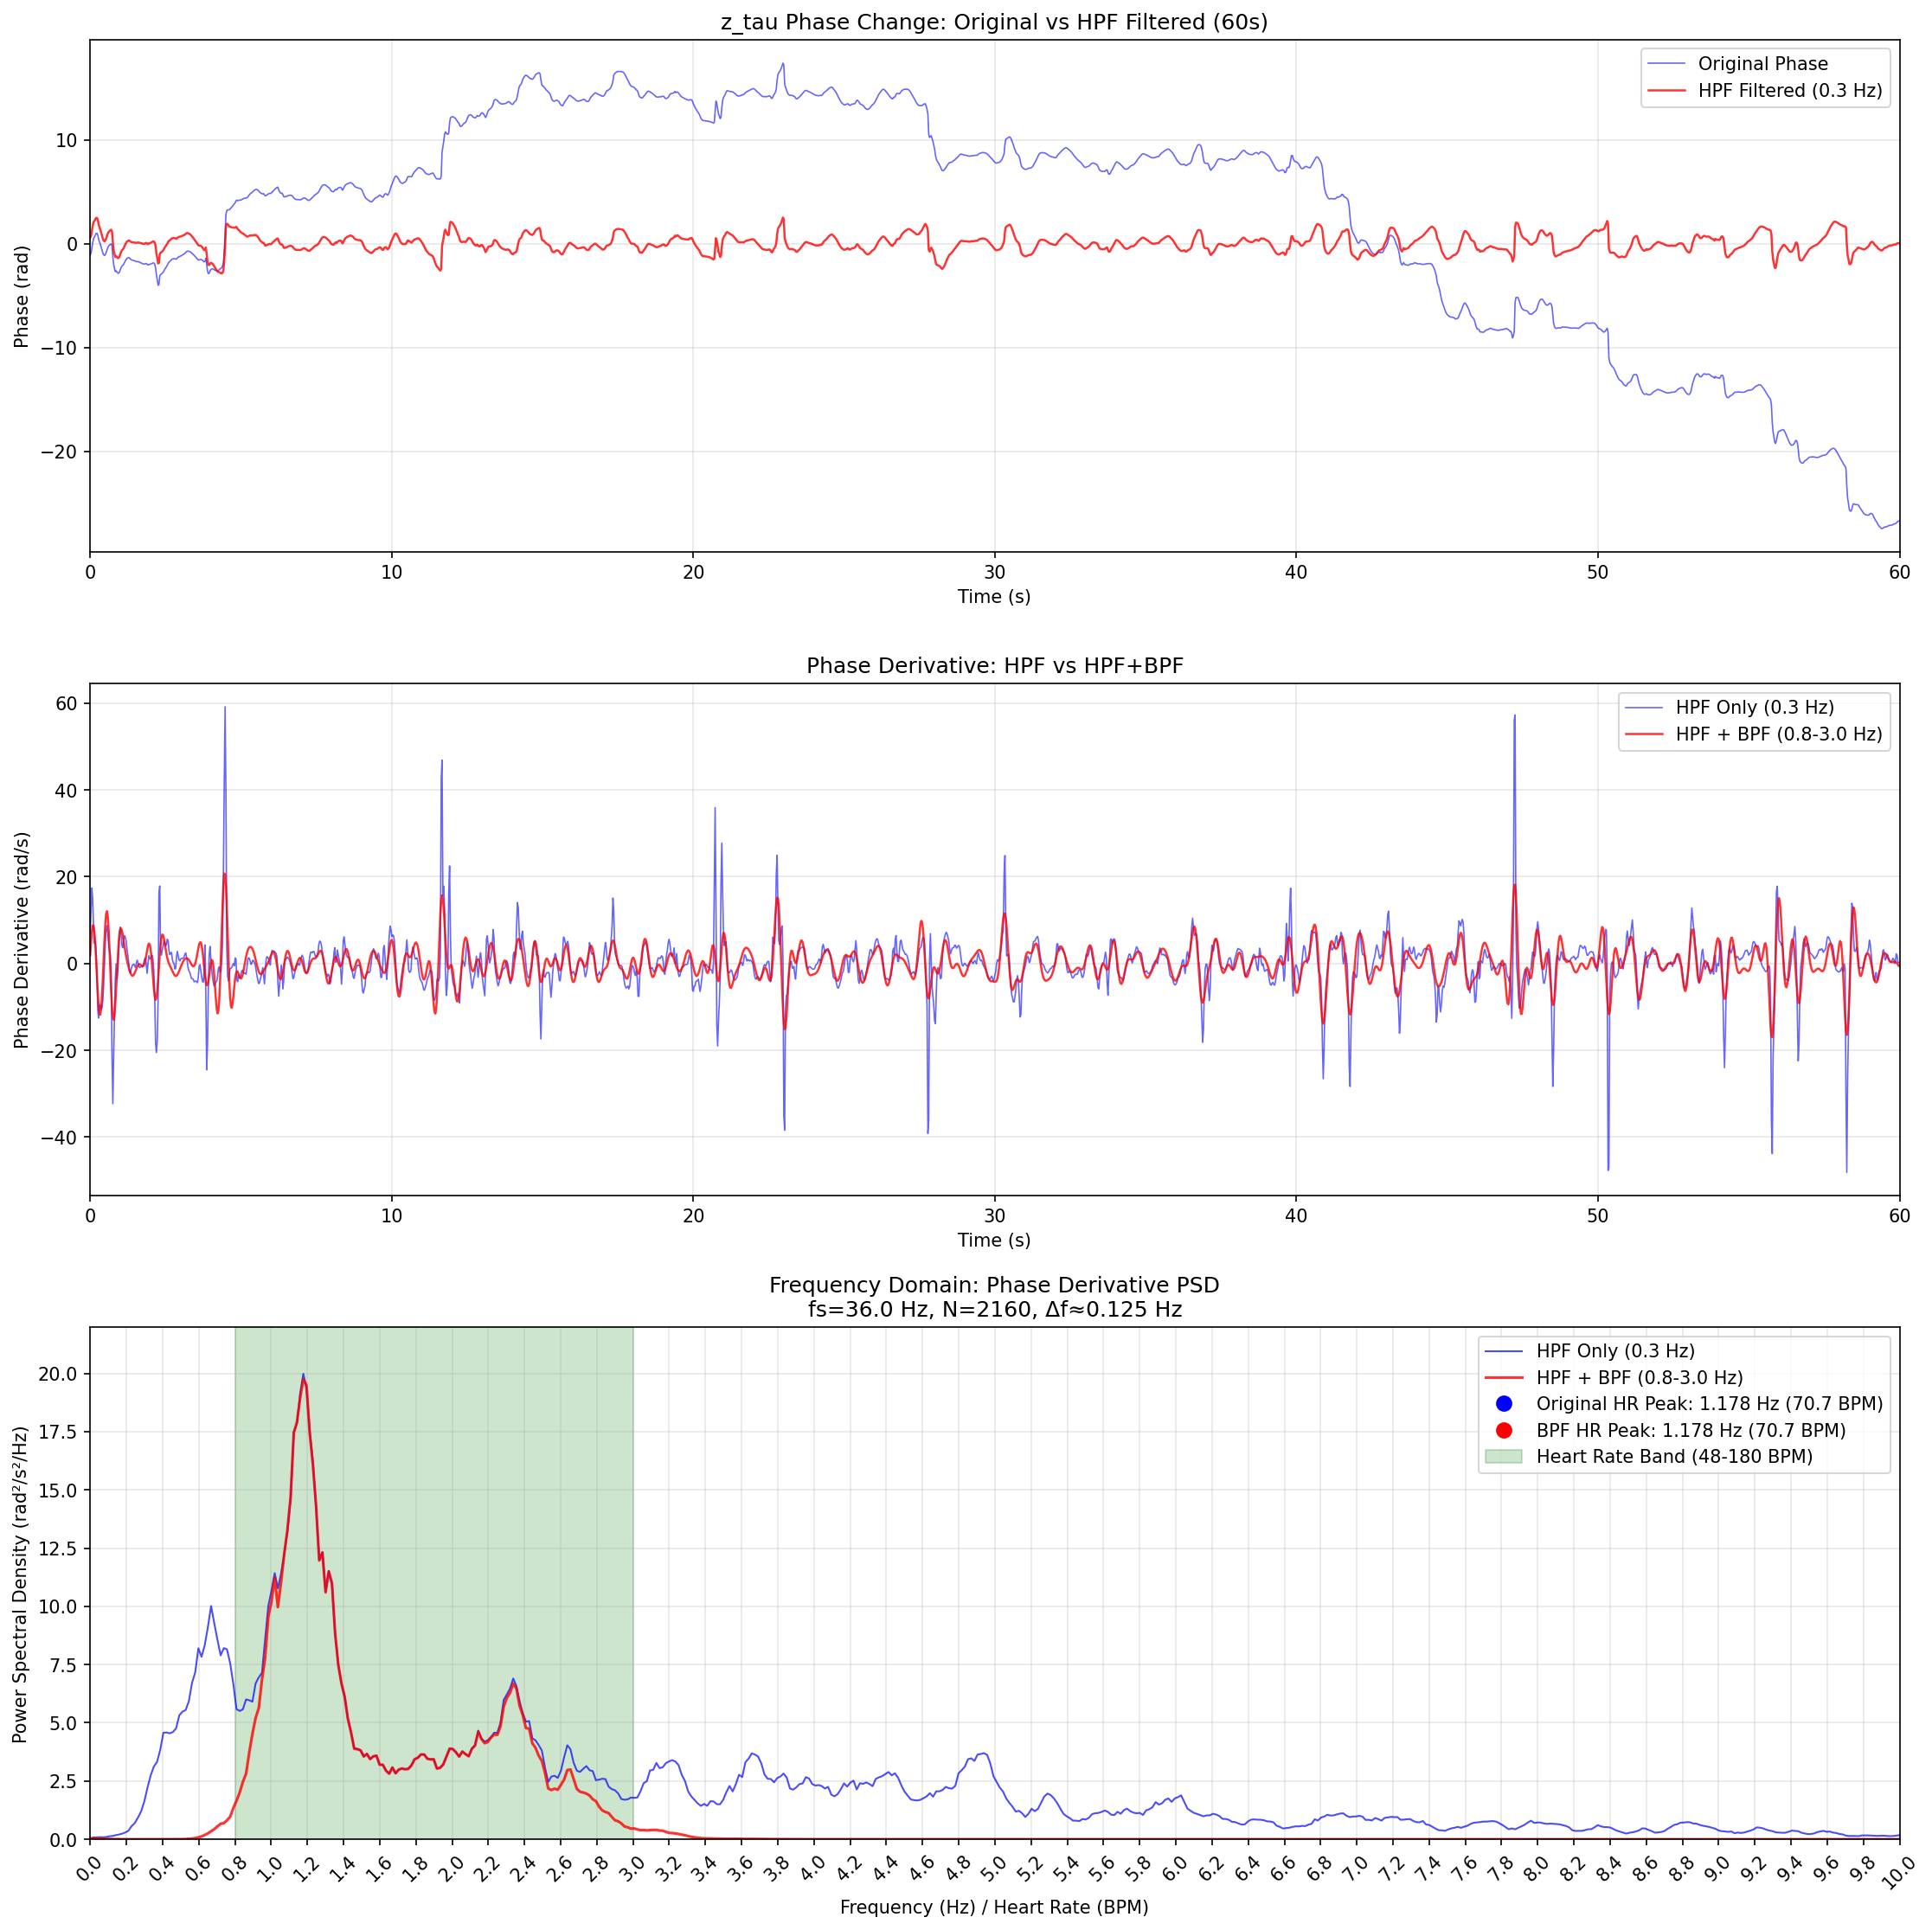 z_tau Phase Change: Original vs HPF Filtered (60s)
Original Phase
HPF Filtered (0.3 Hz)
Phase (rad)
10
0
−10
−20
0 10 20 30 40 50 60
Time (s)
Phase Derivative: HPF vs HPF+BPF
HPF Only (0.3 Hz)
HPF + BPF (0.8-3.0 Hz)
Phase Derivative (rad/s)
60
40
20
0
−20
−40
0 10 20 30 40 50 60
Time (s)
Frequency Domain: Phase Derivative PSD
fs=36.0 Hz, N=2160, Δf≈0.125 Hz
HPF Only (0.3 Hz)
HPF + BPF (0.8-3.0 Hz)
Original HR Peak: 1.178 Hz (70.7 BPM)
BPF HR Peak: 1.178 Hz (70.7 BPM)
Heart Rate Band (48-180 BPM)
Power Spectral Density (rad²/s²/Hz)
20.0
17.5
15.0
12.5
10.0
7.5
5.0
2.5
0.0
0.0 0.2 0.4 0.6 0.8 1.0 1.2 1.4 1.6 1.8 2.0 2.2 2.4 2.6 2.8 3.0 3.2 3.4 3.6 3.8 4.0 4.2 4.4 4.6 4.8 5.0 5.2 5.4 5.6 5.8 6.0 6.2 6.4 6.6 6.8 7.0 7.2 7.4 7.6 7.8 8.0 8.2 8.4 8.6 8.8 9.0 9.2 9.4 9.6 9.8 10.0
Frequency (Hz) / Heart Rate (BPM)